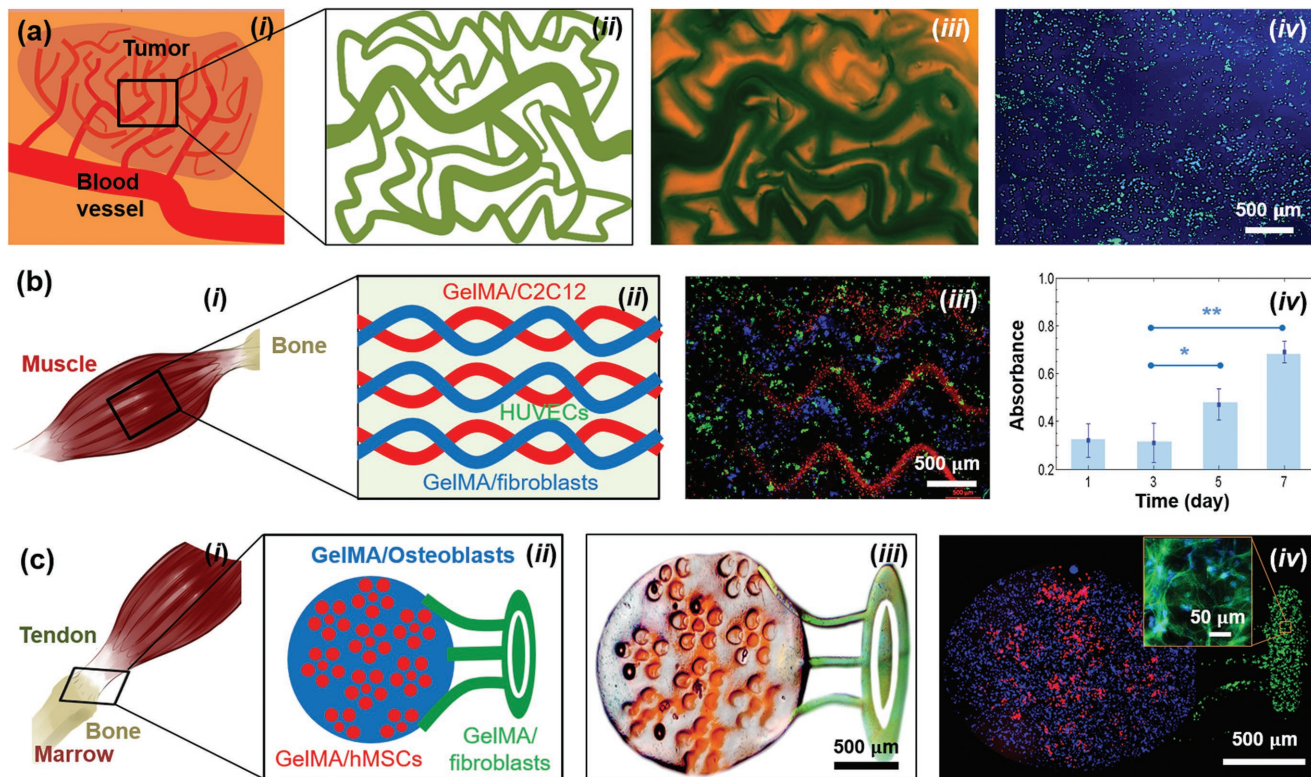 (a)
(i)
Tumor
Blood
vessel
(ii)
(iii)
(iv)
500 μm
(b)
(i)
Muscle
Bone
GelMA/C2C12
(ii)
HUVECs
GelMA/fibroblasts
(iii)
500 μm
Absorbance
1.0
0.8
0.6
0.4
0.2
**
*
(iv)
1 3 5 7
Time (day)
(c)
(i)
Tendon
Bone
Marrow
GelMA/Osteoblasts
(ii)
GelMA/hMSCs
GelMA/
fibroblasts
(iii)
500 μm
(iv)
50 μm
500 μm